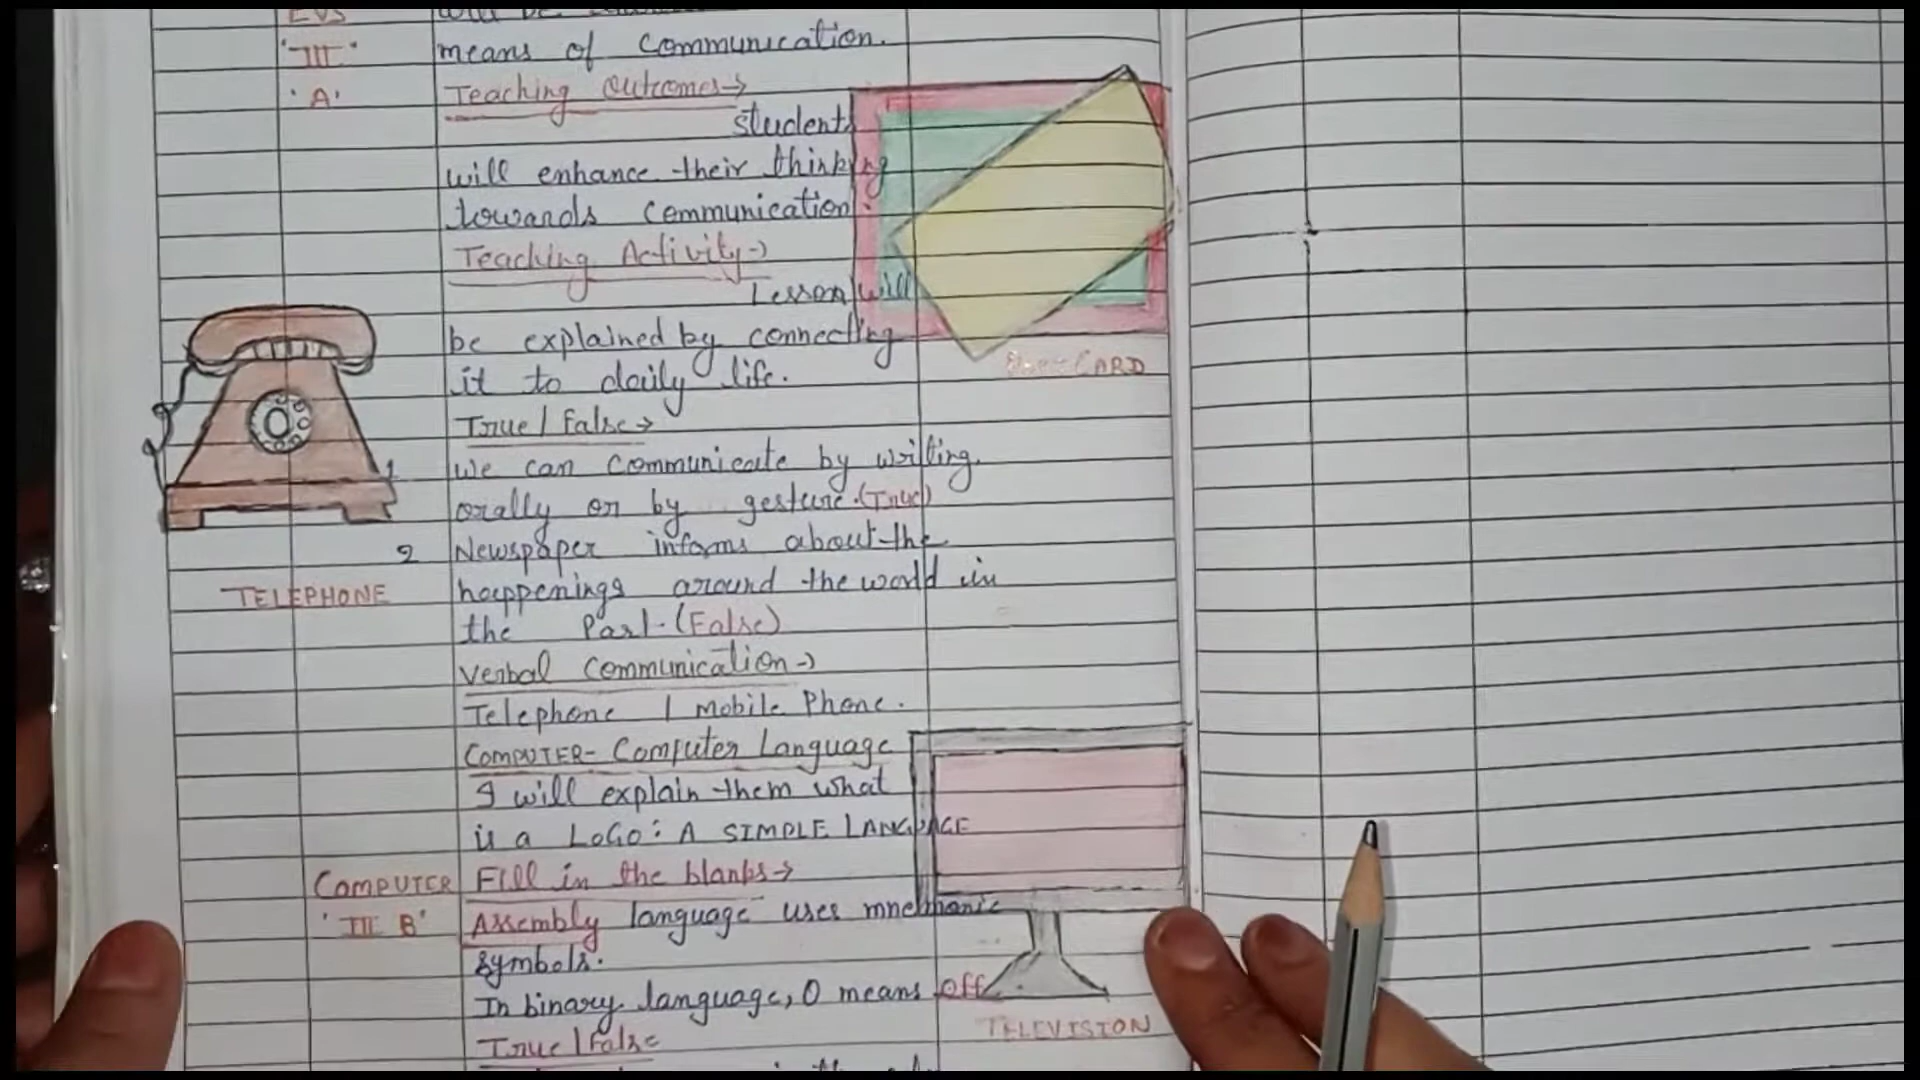 EVS
means of communication.
"III"
'A'
Teaching Outcomes→
students
will enhance their thinking
towards communication.
Teaching Activity→
Lesson will
be explained by connecting
it to daily life.
CARD
True/False→
1 We can communicate by writing,
orally or by gesture.(True)
2 Newspaper informs about the
happenings around the world in
the Past.(False)
TELEPHONE
Verbal Communication→
Telephone / mobile Phone.
COMPUTER- Computer Language
I will explain them what
is a LOGO: A SIMPLE LANGUAGE
COMPUTER
'III B'
Fill in the blanks→
Assembly language uses mnemonic
symbols.
In binary language, 0 means off
TELEVISION
True/False